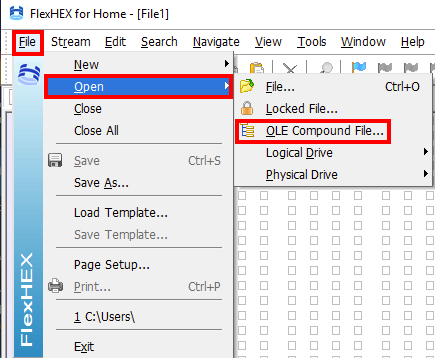 FlexHEX for Home - [File1]
File Stream Edit Search Navigate View Tools Window Help
New
Open
Close
Close All
Save Ctrl+S
Save As...
Load Template...
Save Template...
Page Setup...
Print... Ctrl+P
1 C:\Users\
Exit
File... Ctrl+O
Locked File...
OLE Compound File...
Logical Drive
Physical Drive
FlexHEX